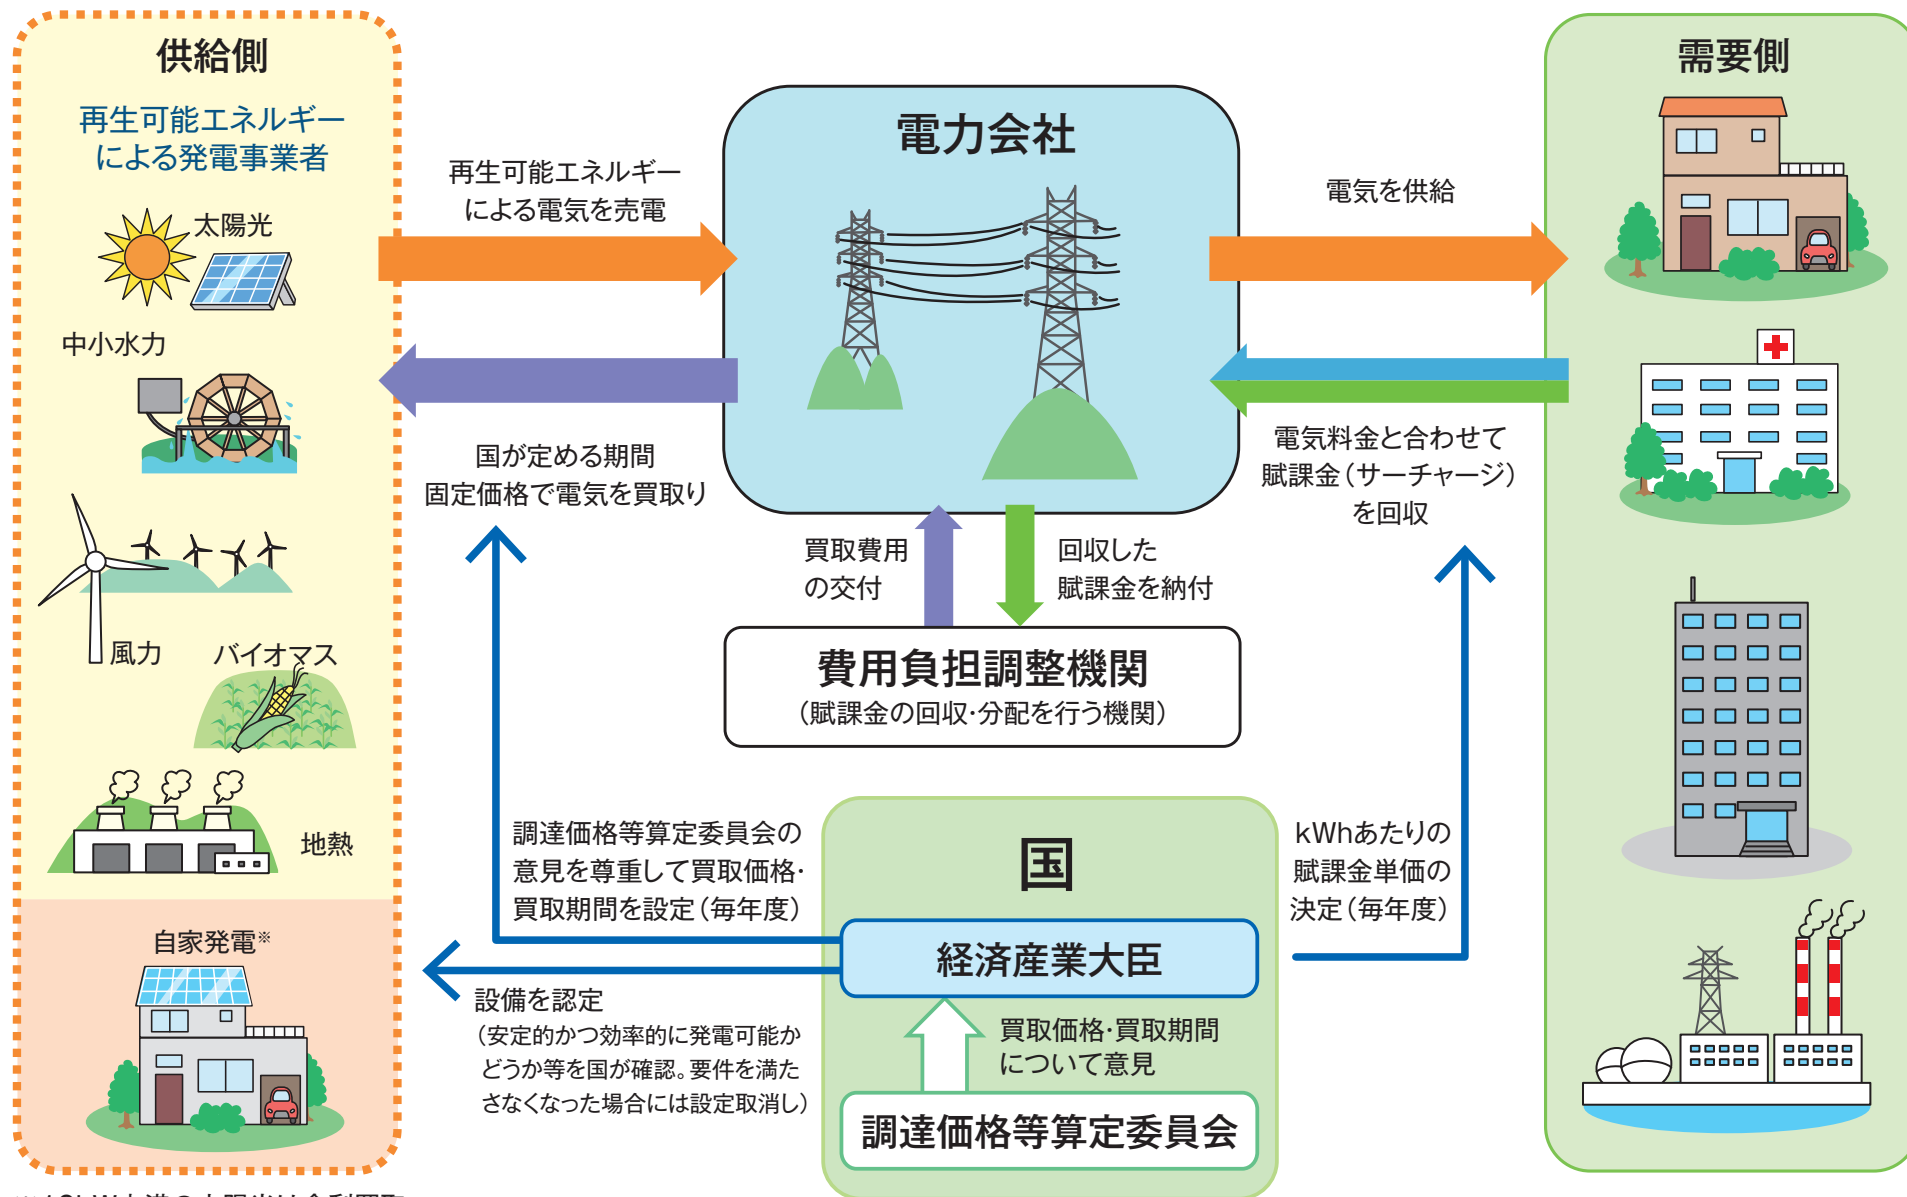 供給側
再生可能エネルギー
による発電事業者
太陽光
中小水力
風力
バイオマス
地熱
自家発電※
再生可能エネルギー
による電気を売電
国が定める期間
固定価格で電気を買取り
電力会社
電気を供給
電気料金と合わせて
賦課金（サーチャージ）
を回収
買取費用
の交付
回収した
賦課金を納付
費用負担調整機関
（賦課金の回収・分配を行う機関）
調達価格等算定委員会の
意見を尊重して買取価格・
買取期間を設定（毎年度）
設備を認定
（安定的かつ効率的に発電可能か
どうか等を国が確認。要件を満た
さなくなった場合には設定取消し）
国
経済産業大臣
買取価格・買取期間
について意見
調達価格等算定委員会
kWhあたりの
賦課金単価の
決定（毎年度）
需要側